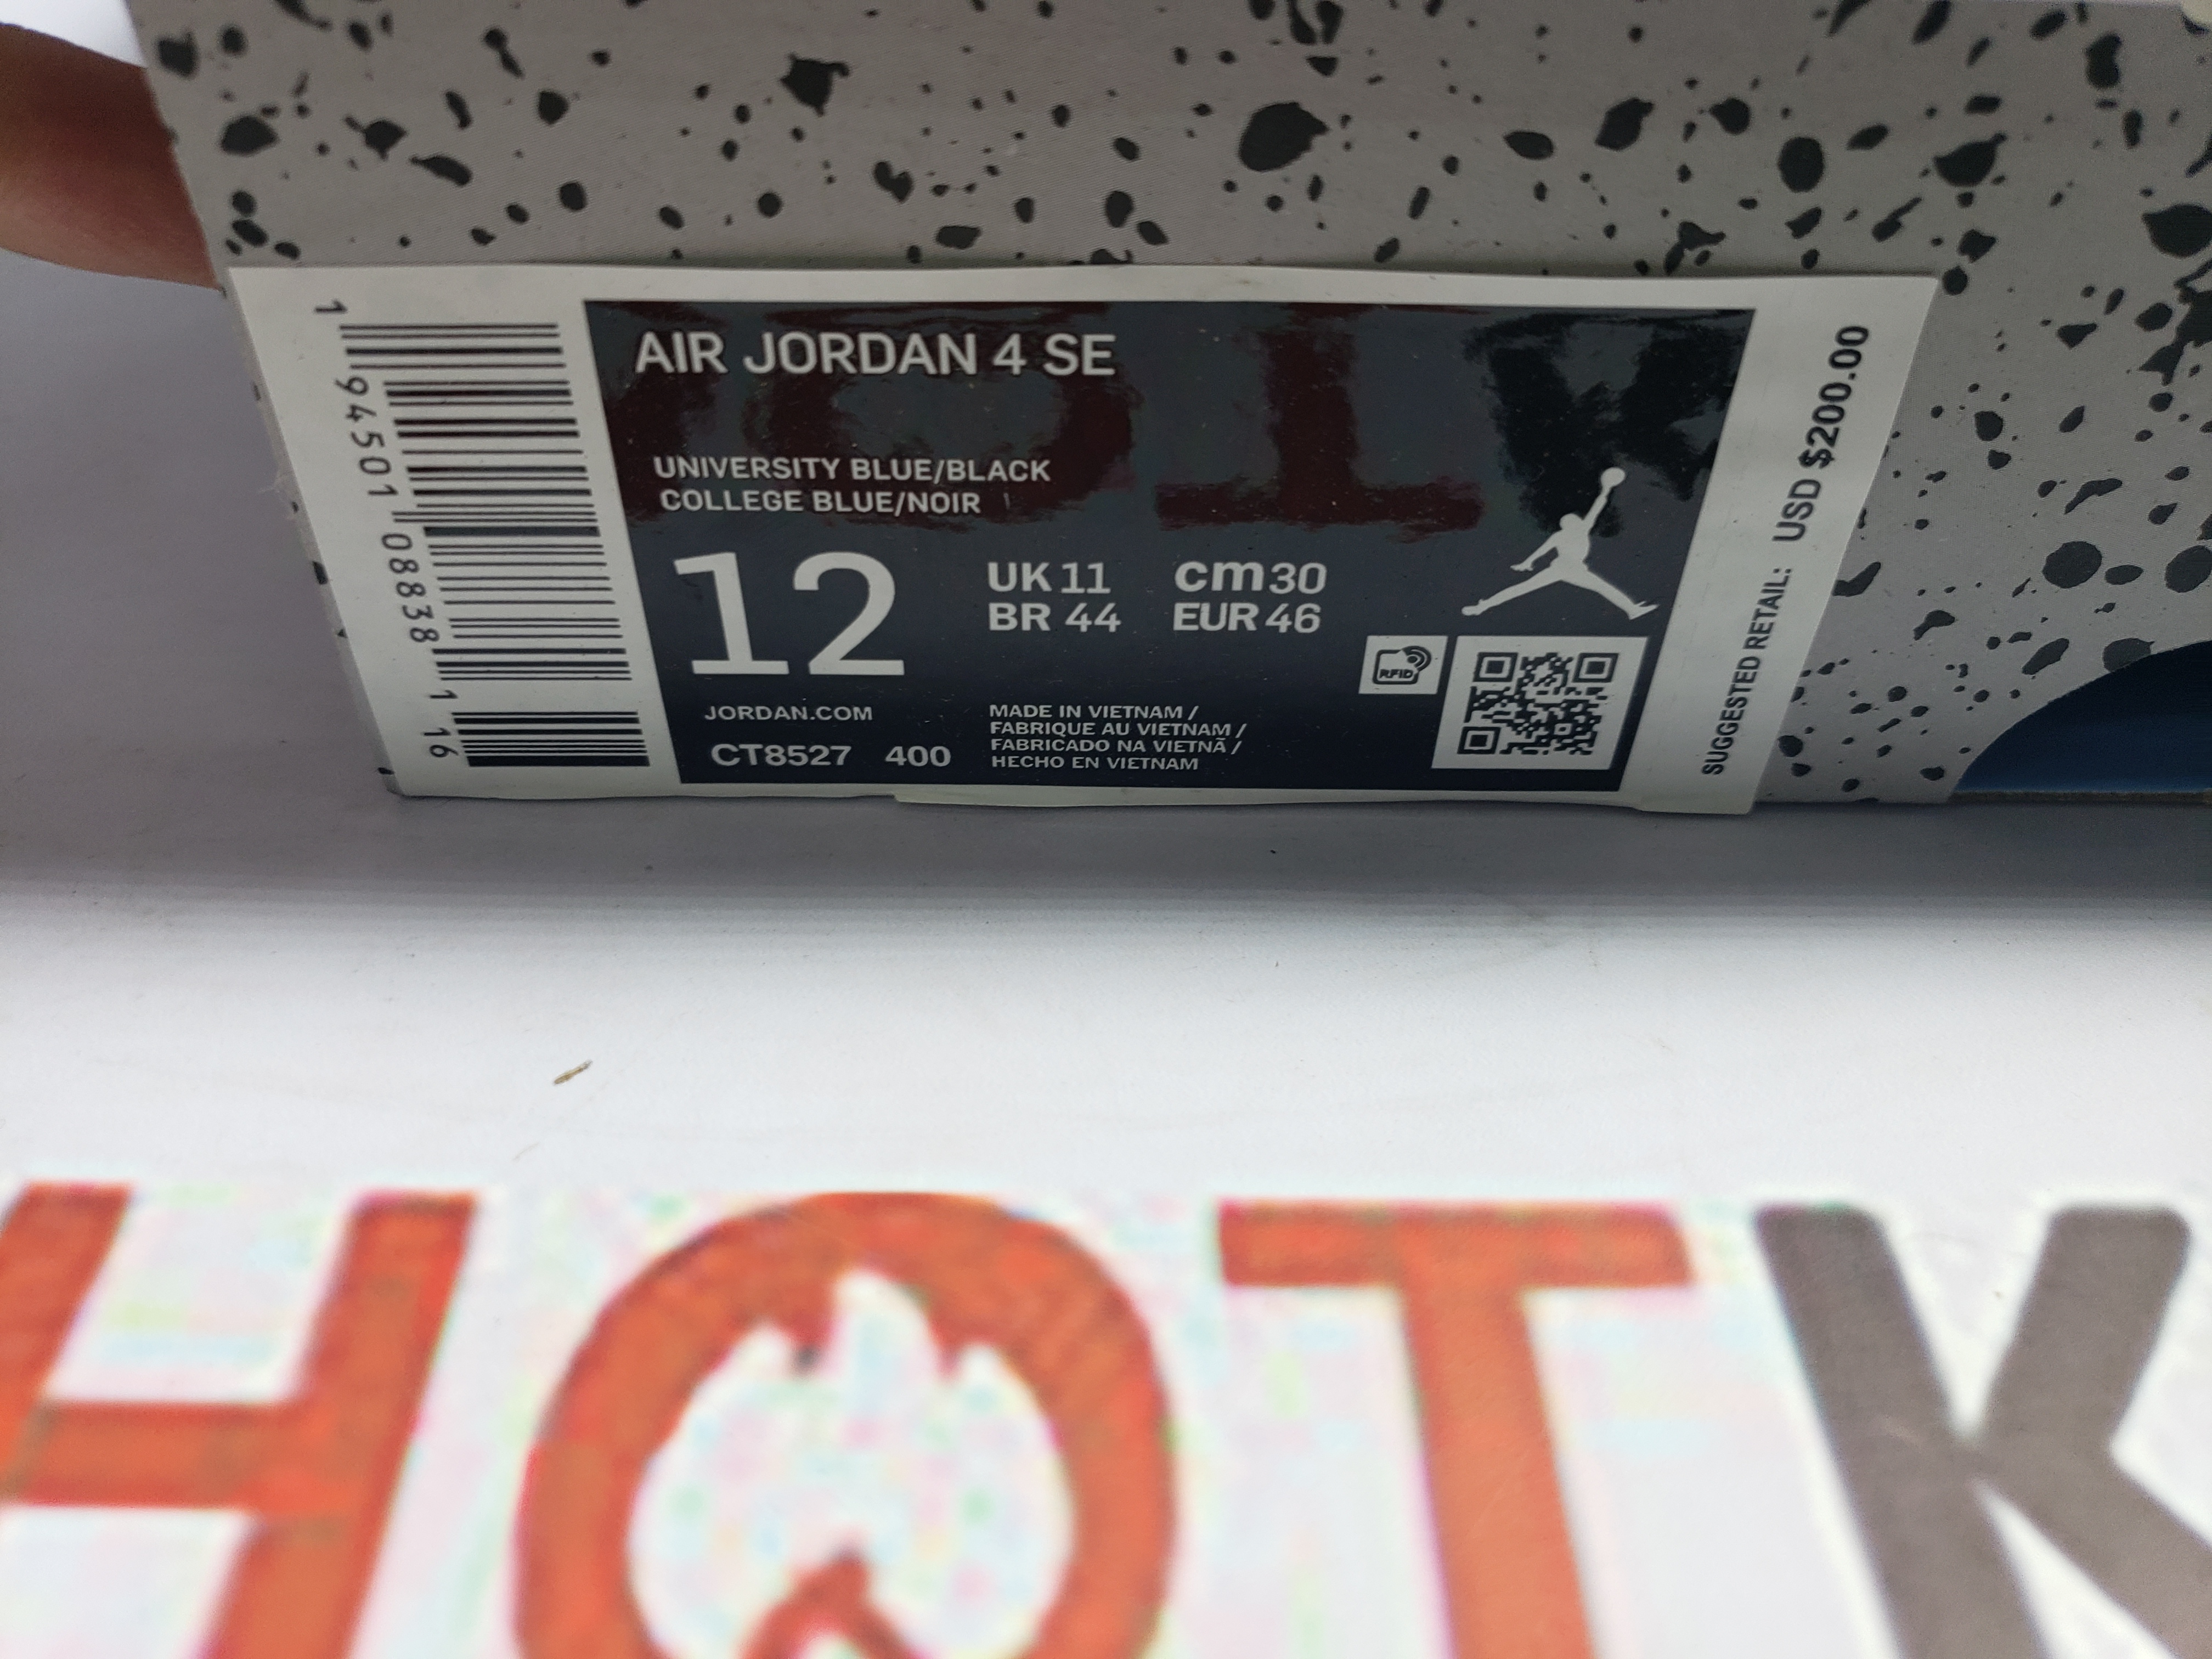 1 94501 08838 1 16
AIR JORDAN 4 SE
UNIVERSITY BLUE/BLACK
COLLEGE BLUE/NOIR
12
UK 11
BR 44
cm 30
EUR 46
JORDAN.COM
CT8527 400
MADE IN VIETNAM /
FABRIQUE AU VIETNAM /
FABRICADO NA VIETNÃ /
HECHO EN VIETNAM
RFID
SUGGESTED RETAIL: USD $200.00
HOTK